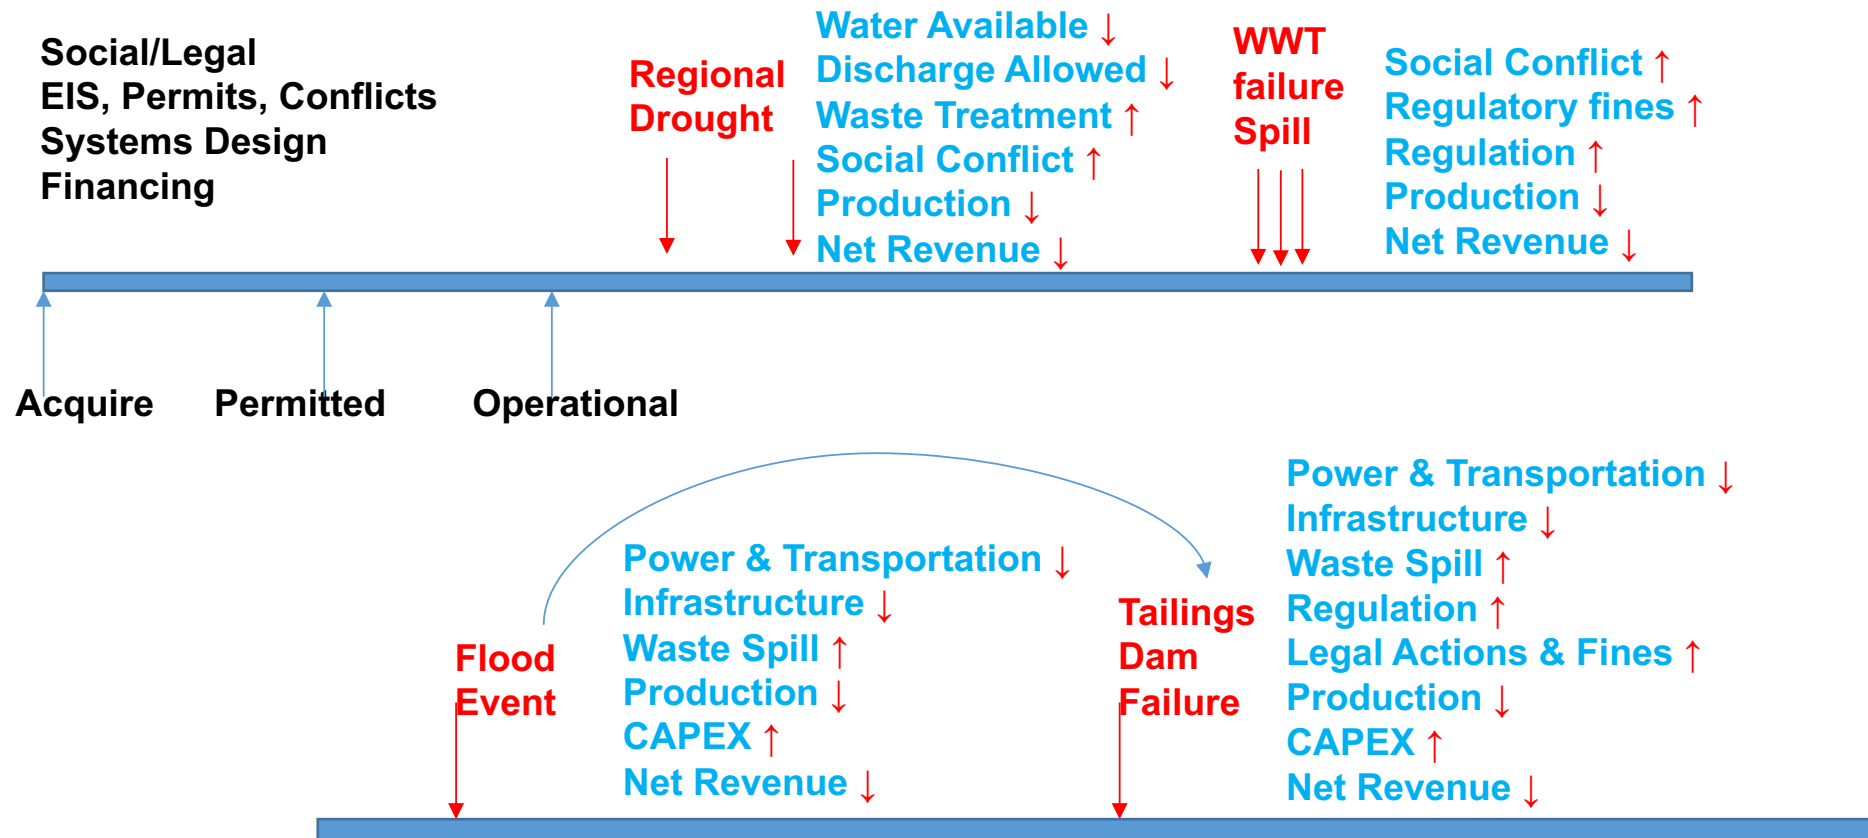 Social/Legal
EIS, Permits, Conflicts
Systems Design
Financing
Regional
Drought
Water Available ↓
Discharge Allowed ↓
Waste Treatment ↑
Social Conflict ↑
Production ↓
Net Revenue ↓
WWT
failure
Spill
Social Conflict ↑
Regulatory fines ↑
Regulation ↑
Production ↓
Net Revenue ↓
Acquire
Permitted
Operational
Flood
Event
Power & Transportation ↓
Infrastructure ↓
Waste Spill ↑
Production ↓
CAPEX ↑
Net Revenue ↓
Tailings
Dam
Failure
Power & Transportation ↓
Infrastructure ↓
Waste Spill ↑
Regulation ↑
Legal Actions & Fines ↑
Production ↓
CAPEX ↑
Net Revenue ↓